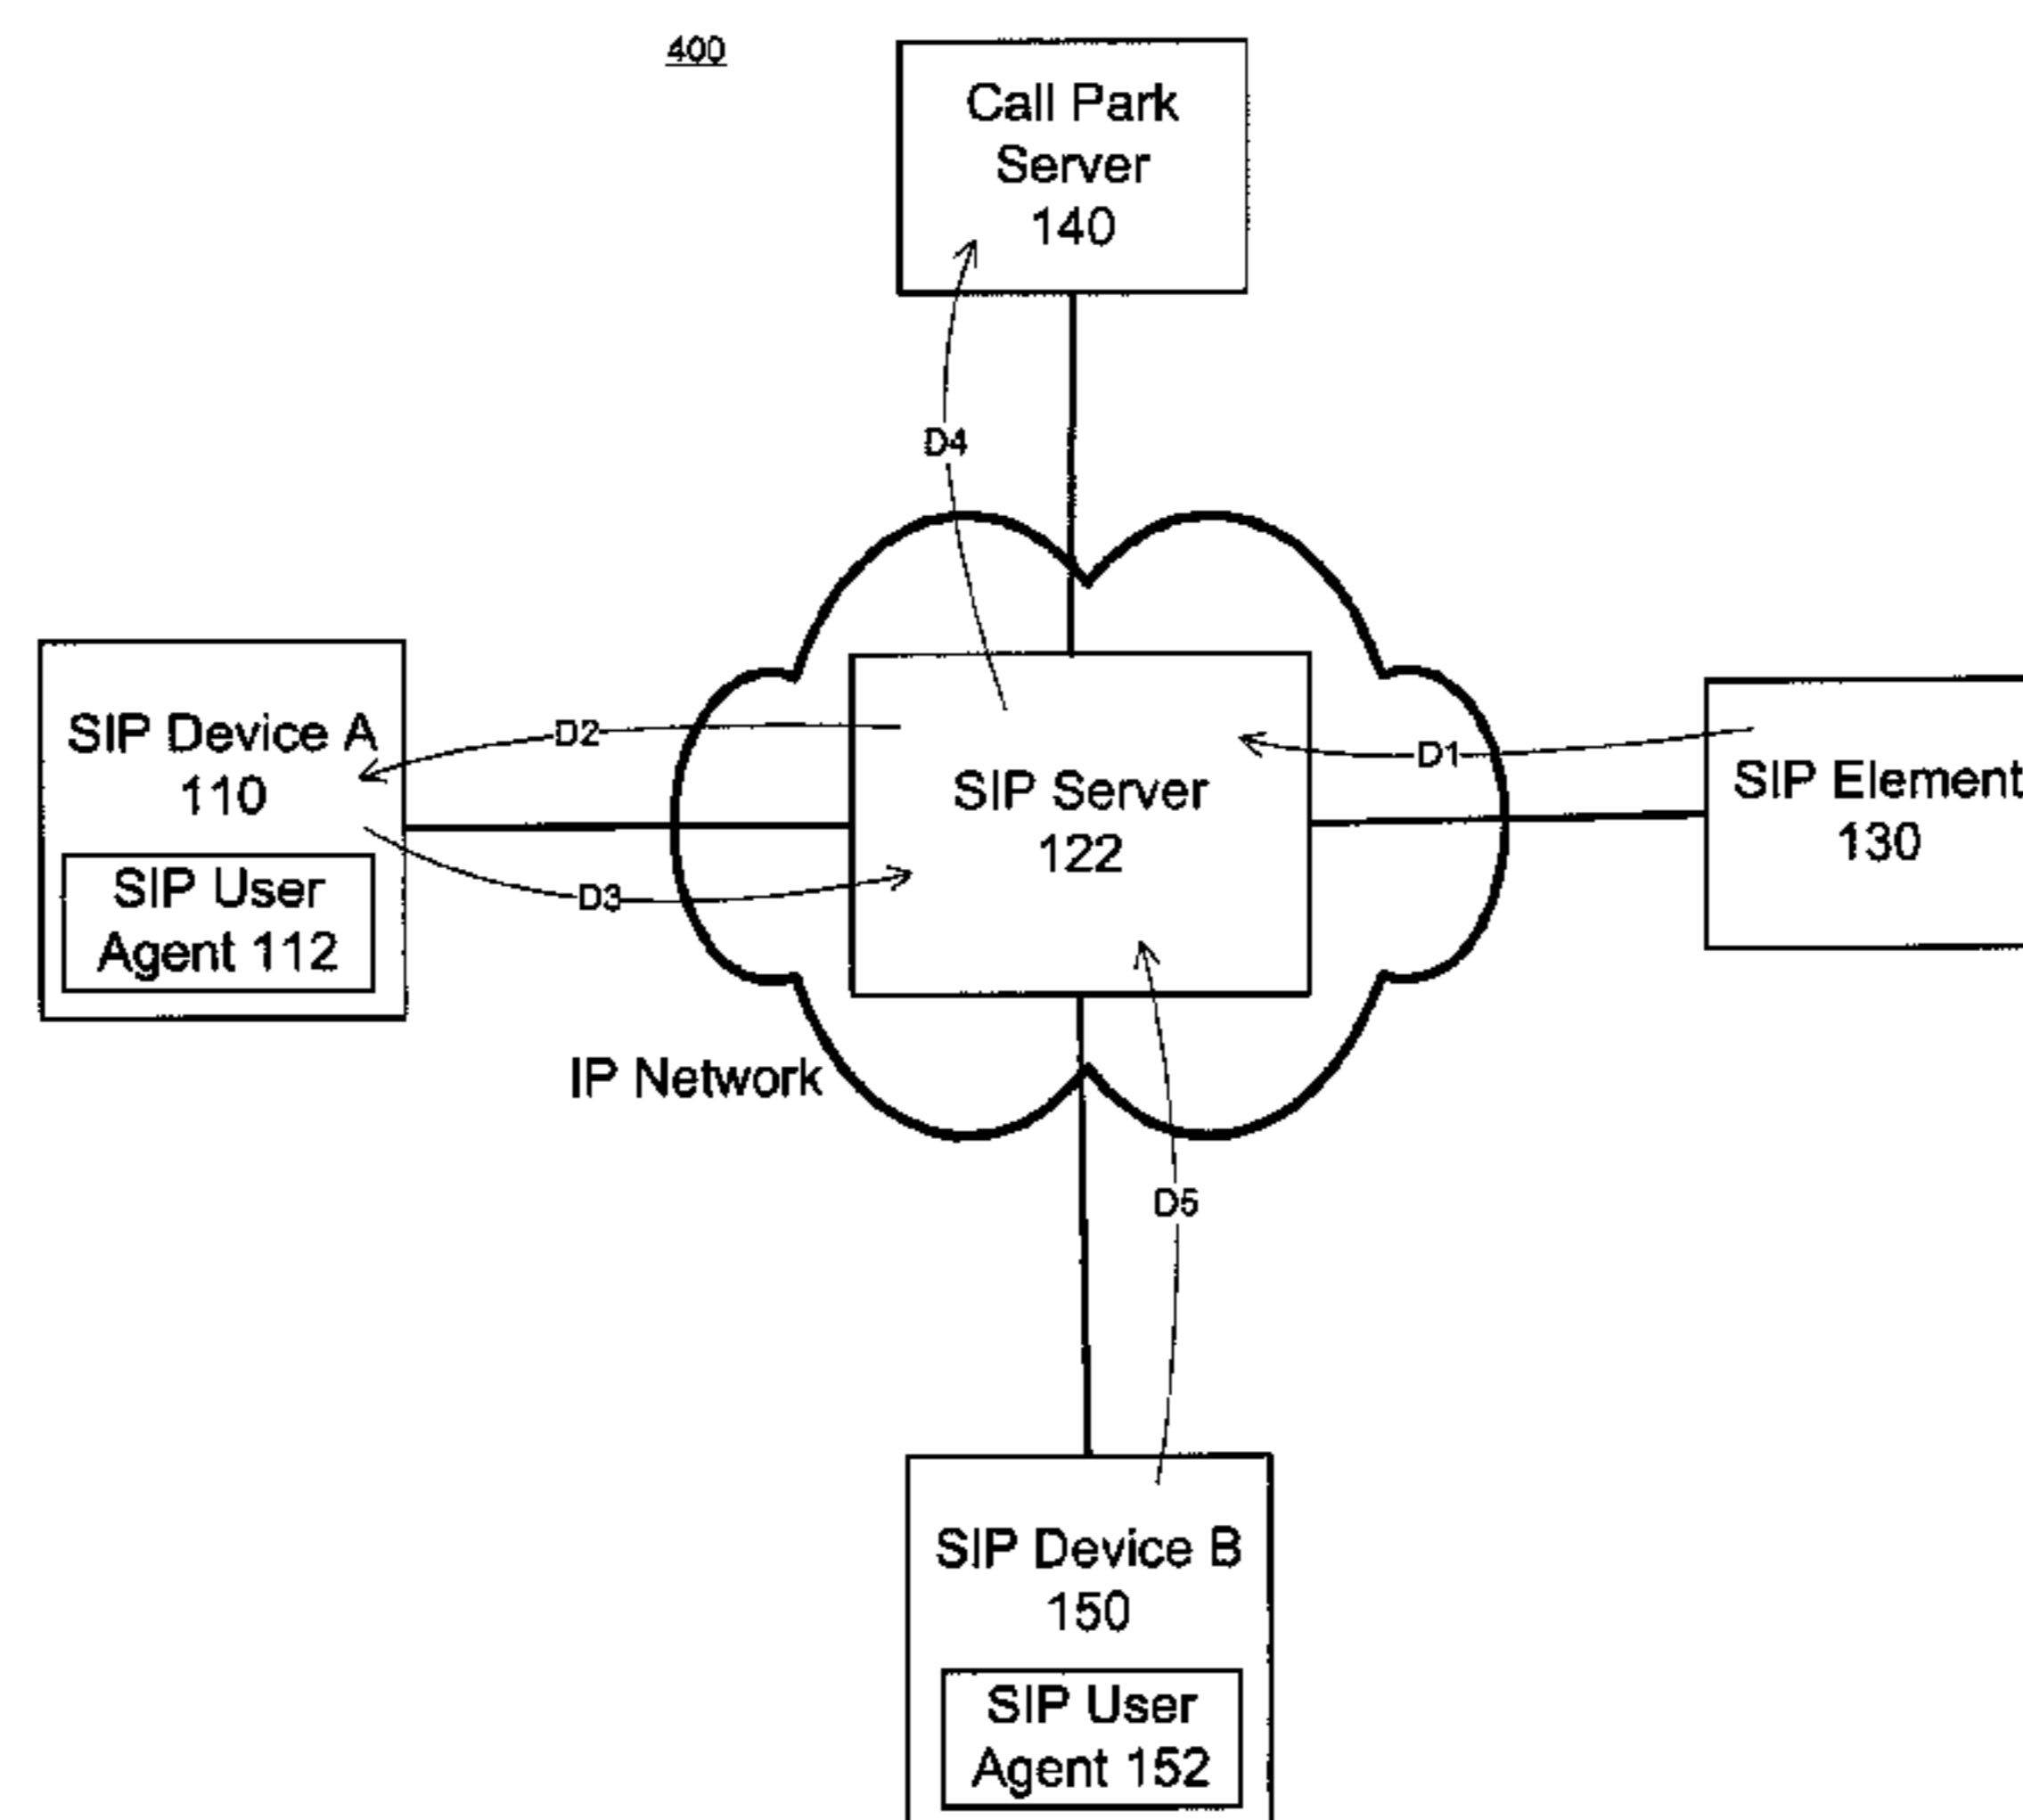 400
Call Park
Server
140
D4
SIP Device A
110
SIP User
Agent 112
D2
D3
SIP Server
122
D1
SIP Element
130
IP Network
D5
SIP Device B
150
SIP User
Agent 152